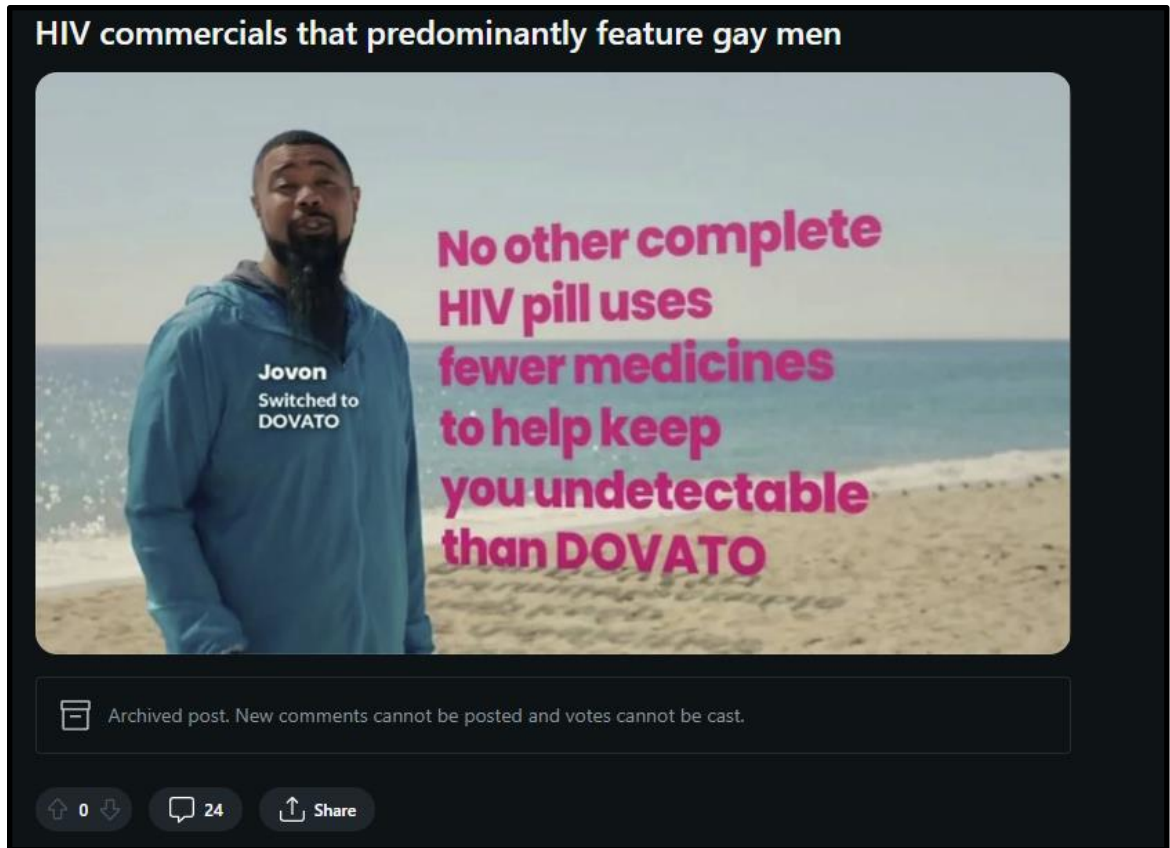 HIV commercials that predominantly feature gay men
No other complete
HIV pill uses
fewer medicines
to help keep
you undetectable
than DOVATO
Jovon
Switched to
DOVATO
Archived post. New comments cannot be posted and votes cannot be cast.
0
24
Share